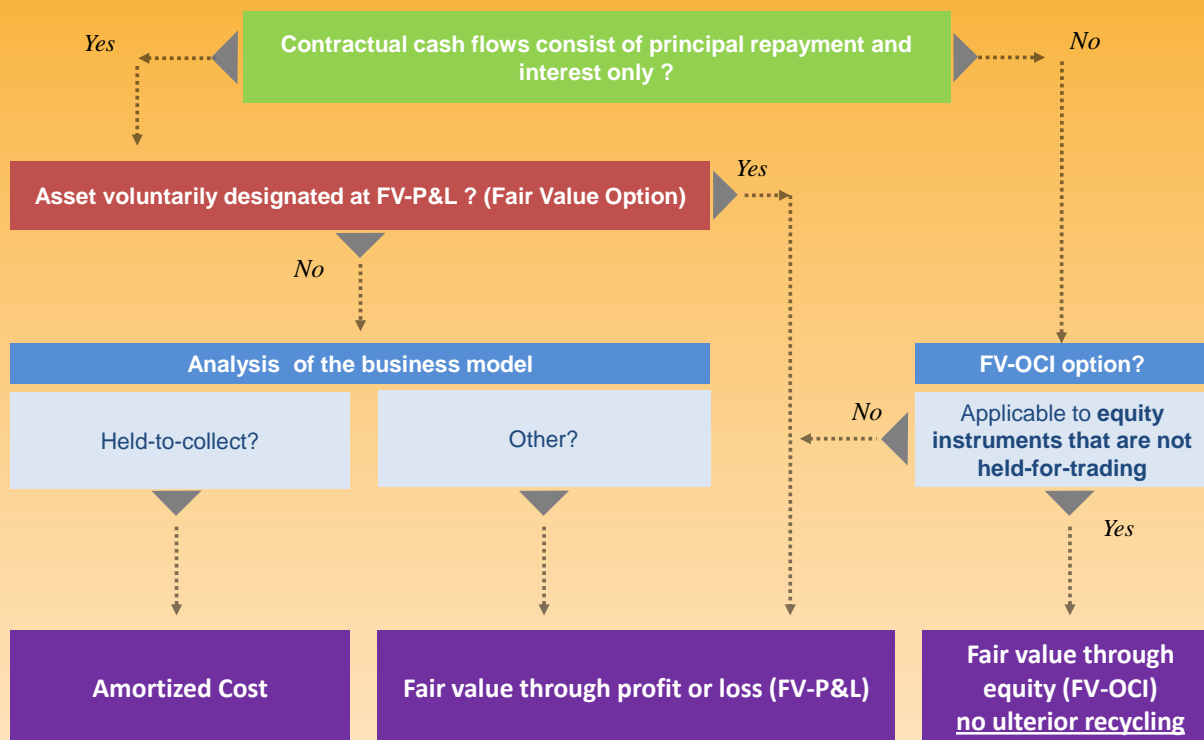 Yes
Contractual cash flows consist of principal repayment and
interest only ?
No
Asset voluntarily designated at FV-P&L ? (Fair Value Option)
Yes
No
Analysis  of the business model
FV-OCI option?
Held-to-collect?
Other?
No
Applicable to equity
instruments that are not
held-for-trading
Yes
Amortized Cost
Fair value through profit or loss (FV-P&L)
Fair value through
equity (FV-OCI)
no ulterior recycling